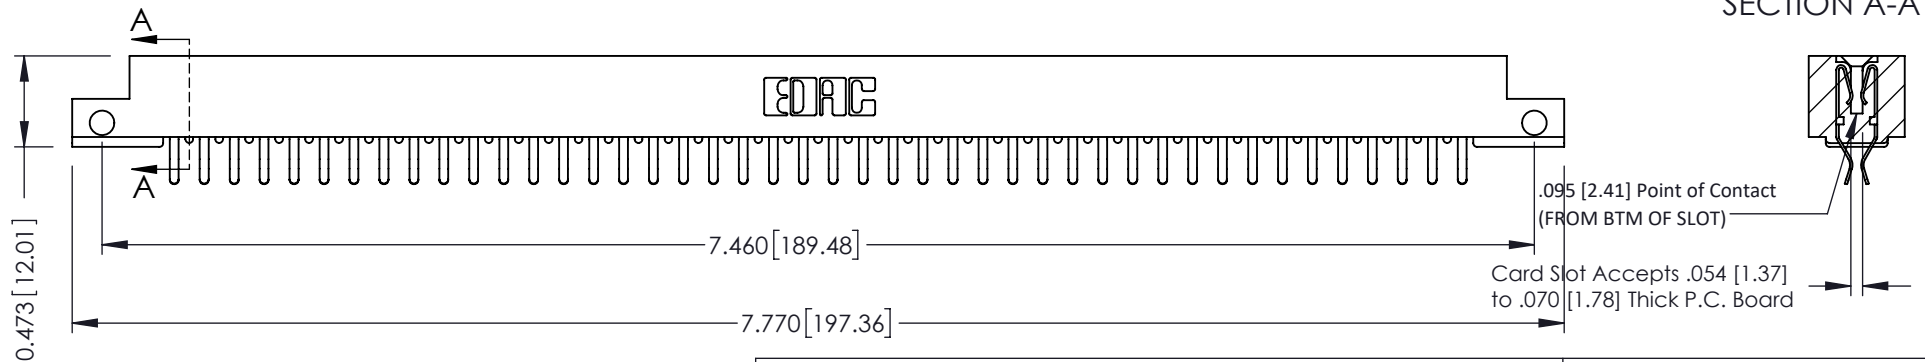 SECTION A-A
A
EDAC
A
.095 [2.41] Point of Contact
(FROM BTM OF SLOT)
7.460[189.48]
0.473[12.01]
Card Slot Accepts .054 [1.37]
to .070 [1.78] Thick P.C. Board
7.770[197.36]